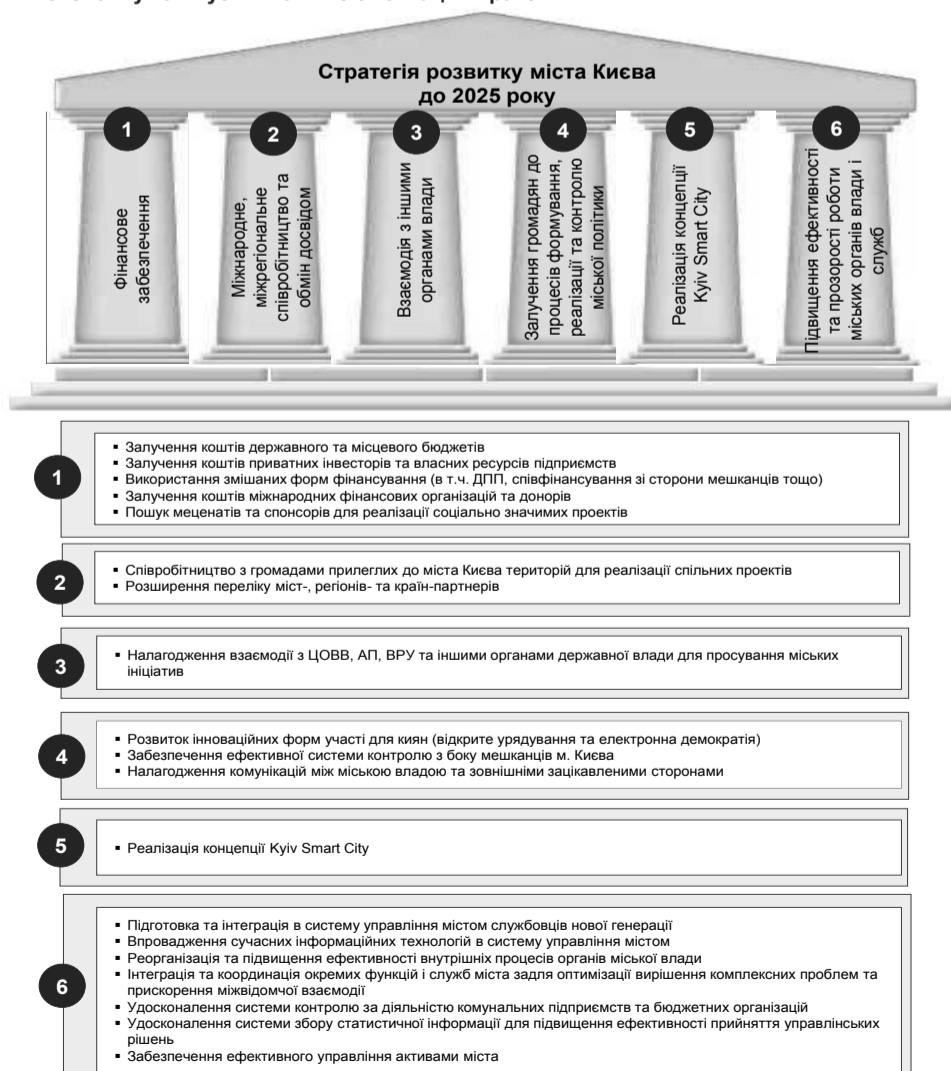 Стратегія розвитку міста Києва
до 2025 року
1
2
3
4
5
6
Фінансове
забезпечення
Міжнародне,
міжрегіональне
співробітництво та
обмін досвідом
Взаємодія з іншими
органами влади
Залучення громадян до
процесів формування,
реалізації та контролю
міської політики
Реалізація концепції
Kyiv Smart City
Підвищення ефективності
та прозорості роботи
міських органів влади і
служб
1
▪ Залучення коштів державного та місцевого бюджетів
▪ Залучення коштів приватних інвесторів та власних ресурсів підприємств
▪ Використання змішаних форм фінансування (в т.ч. ДПП, співфінансування зі сторони мешканців тощо)
▪ Залучення коштів міжнародних фінансових організацій та донорів
▪ Пошук меценатів та спонсорів для реалізації соціально значимих проектів
2
▪ Співробітництво з громадами прилеглих до міста Києва територій для реалізації спільних проектів
▪ Розширення переліку міст-, регіонів- та країн-партнерів
3
▪ Налагодження взаємодії з ЦОВВ, АП, ВРУ та іншими органами державної влади для просування міських
ініціатив
4
▪ Розвиток інноваційних форм участі для киян (відкрите урядування та електронна демократія)
▪ Забезпечення ефективної системи контролю з боку мешканців м. Києва
▪ Налагодження комунікацій між міською владою та зовнішніми зацікавленими сторонами
5
▪ Реалізація концепції Kyiv Smart City
6
▪ Підготовка та інтеграція в систему управління містом службовців нової генерації
▪ Впровадження сучасних інформаційних технологій в систему управління містом
▪ Реорганізація та підвищення ефективності внутрішніх процесів органів міської влади
▪ Інтеграція та координація окремих функцій і служб міста задля оптимізації вирішення комплексних проблем та
прискорення міжвідомчої взаємодії
▪ Удосконалення системи контролю за діяльністю комунальних підприємств та бюджетних організацій
▪ Удосконалення системи збору статистичної інформації для підвищення ефективності прийняття управлінських
рішень
▪ Забезпечення ефективного управління активами міста